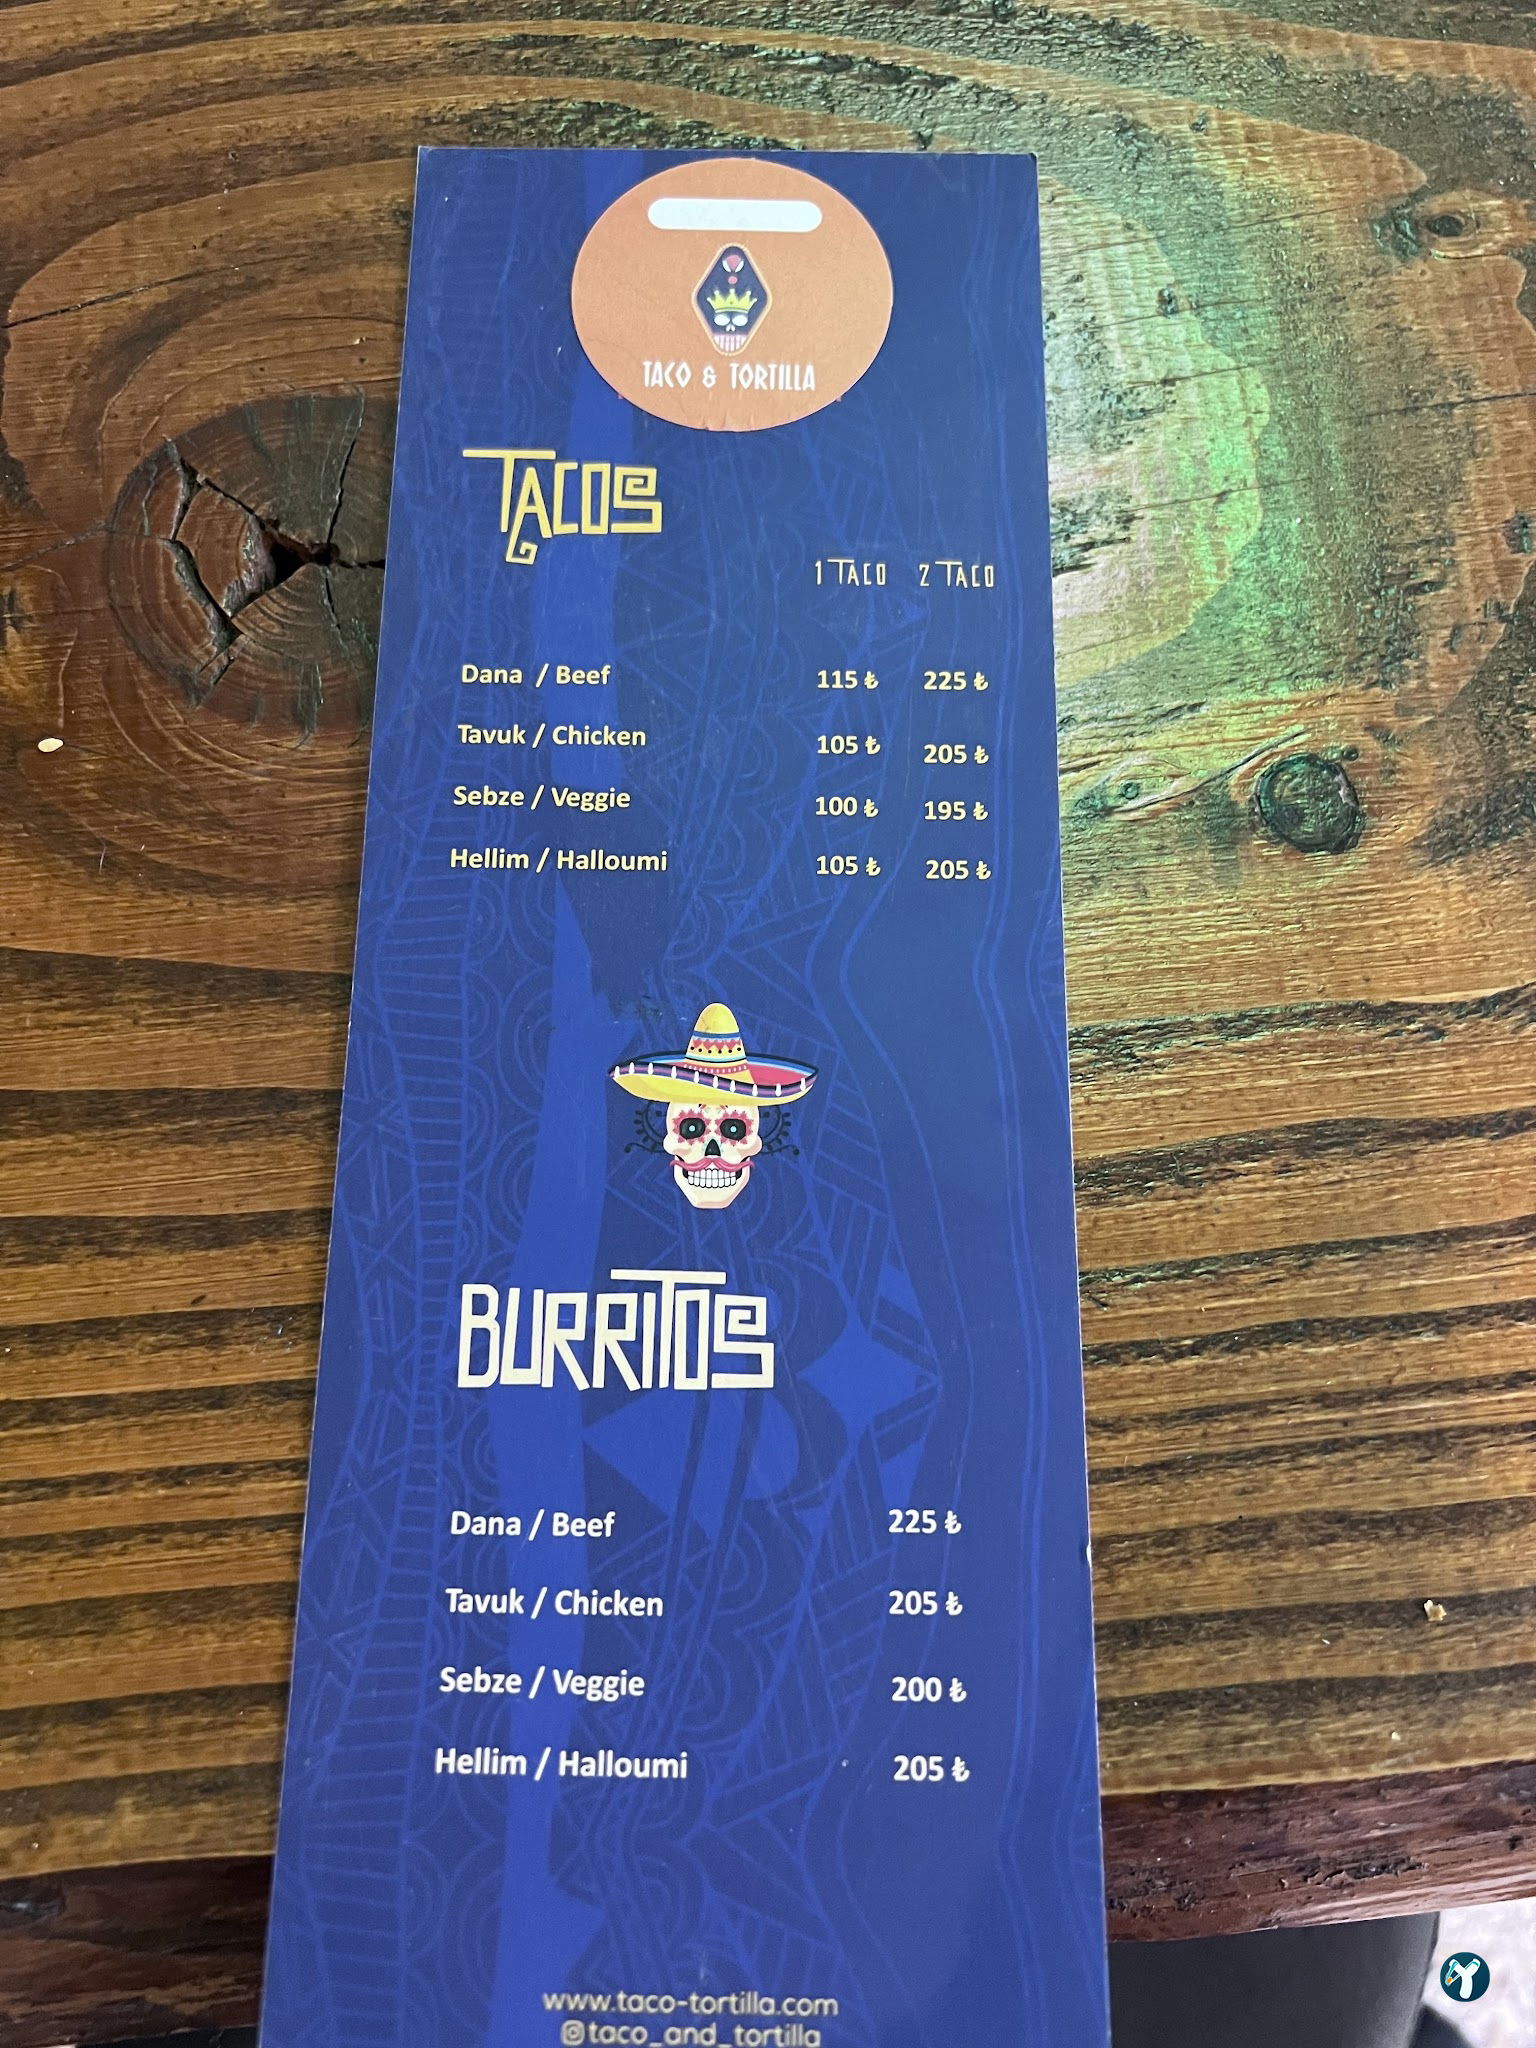 TACO & TORTILLA
TACOS
1 TACO 2 TACO
Dana / Beef 115 ₺ 225 ₺
Tavuk / Chicken 105 ₺ 205 ₺
Sebze / Veggie 100 ₺ 195 ₺
Hellim / Halloumi 105 ₺ 205 ₺
BURRITOS
Dana / Beef 225 ₺
Tavuk / Chicken 205 ₺
Sebze / Veggie 200 ₺
Hellim / Halloumi 205 ₺
www.taco-tortilla.com
taco_and_tortilla